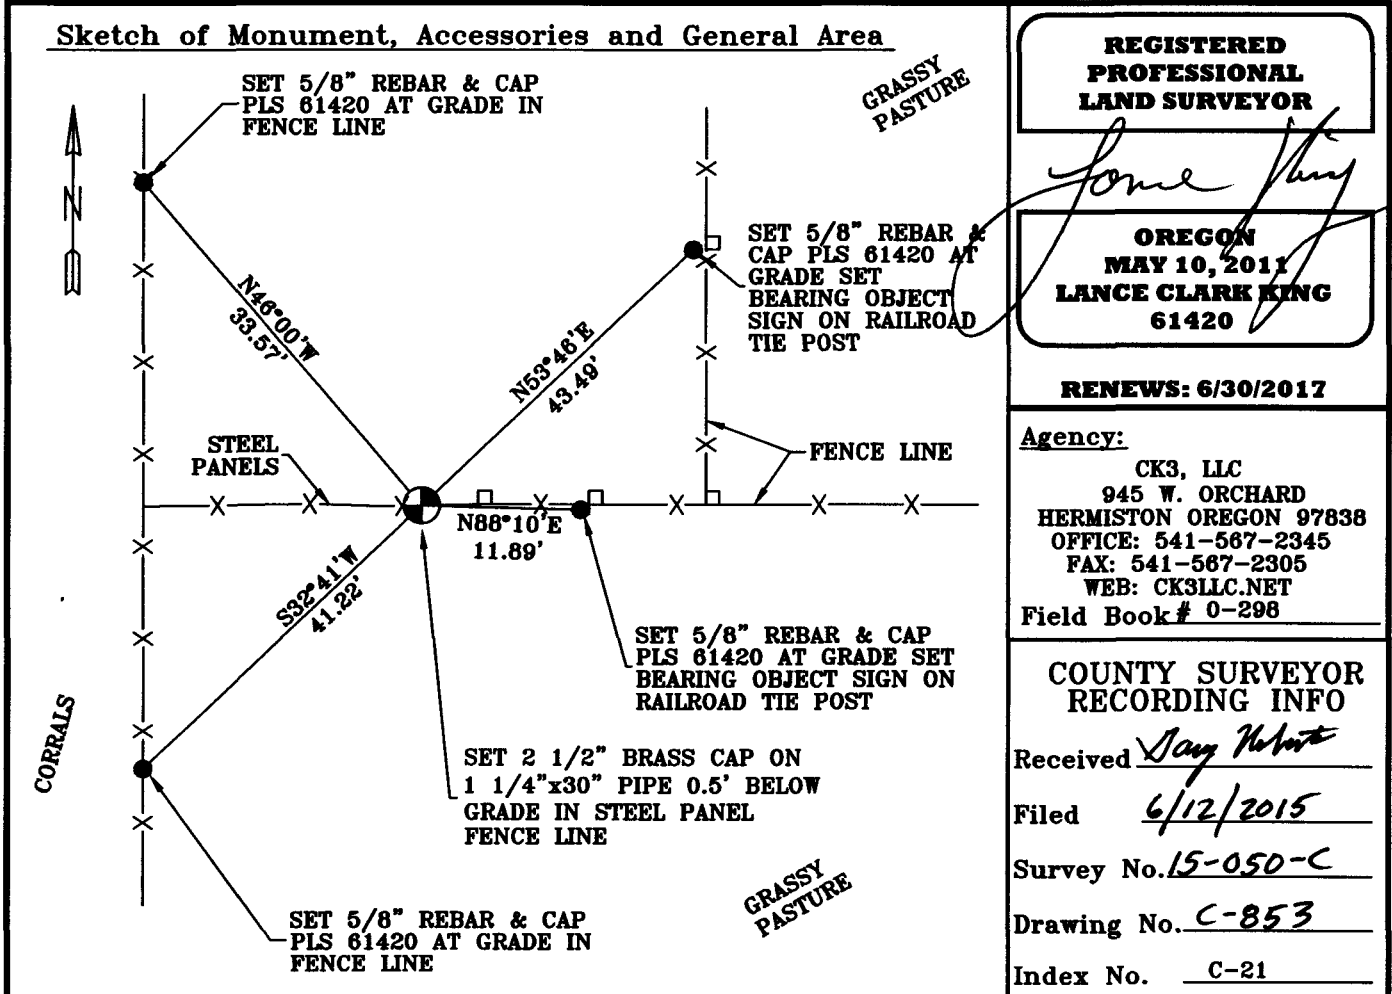 Sketch of Monument, Accessories and General Area
SET 5/8" REBAR & CAP
PLS 61420 AT GRADE IN
FENCE LINE
GRASSY
PASTURE
N
SET 5/8" REBAR &
CAP PLS 61420 AT
GRADE SET
BEARING OBJECT
SIGN ON RAILROAD
TIE POST
N46°00'W
33.57'
N53°46'E
43.49'
STEEL
PANELS
FENCE LINE
N88°10'E
11.89'
S32°41'W
41.22'
SET 5/8" REBAR & CAP
PLS 61420 AT GRADE SET
BEARING OBJECT SIGN ON
RAILROAD TIE POST
CORRALS
SET 2 1/2" BRASS CAP ON
1 1/4"x30" PIPE 0.5' BELOW
GRADE IN STEEL PANEL
FENCE LINE
GRASSY
PASTURE
SET 5/8" REBAR & CAP
PLS 61420 AT GRADE IN
FENCE LINE
REGISTERED
PROFESSIONAL
LAND SURVEYOR
OREGON
MAY 10, 2011
LANCE CLARK KING
61420
RENEWS: 6/30/2017
Agency:
CK3, LLC
945 W. ORCHARD
HERMISTON OREGON 97838
OFFICE: 541-567-2345
FAX: 541-567-2305
WEB: CK3LLC.NET
Field Book# 0-298
COUNTY SURVEYOR
RECORDING INFO
Received
Filed 6/12/2015
Survey No. 15-050-C
Drawing No. C-853
Index No. C-21